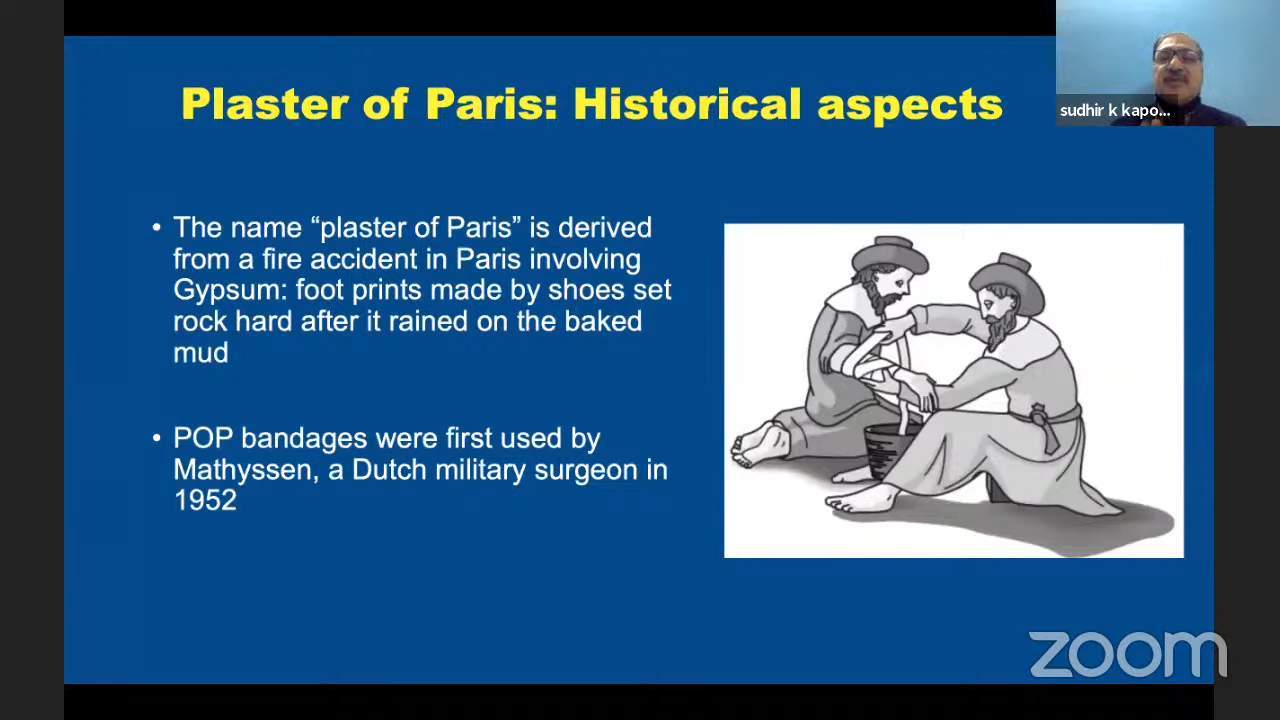 Plaster of Paris: Historical aspects
sudhir k kapo...
• The name “plaster of Paris” is derived
from a fire accident in Paris involving
Gypsum: foot prints made by shoes set
rock hard after it rained on the baked
mud
• POP bandages were first used by
Mathyssen, a Dutch military surgeon in
1952
zoom